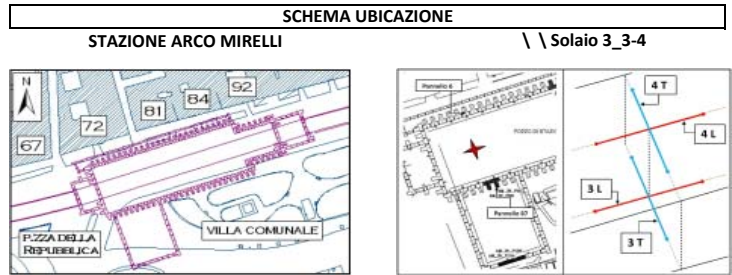 SCHEMA UBICAZIONE
STAZIONE ARCO MIRELLI
\ \ Solaio 3_3-4
N
67
72
81
84
92
P.ZZA DELLA
REPUBBLICA
VILLA COMUNALE
Pannello 6
POZZO DI STAZI
Pannello 67
4 T
4 L
3 L
3 T